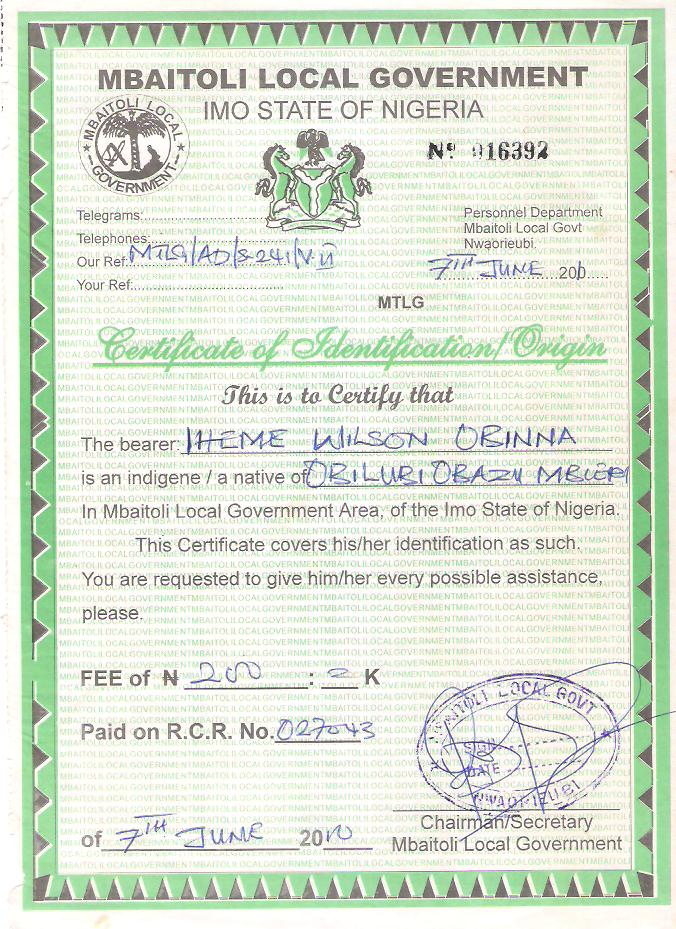 MBAITOLI LOCAL GOVERNMENT
IMO STATE OF NIGERIA
MBAITOLI LOCAL
GOVERNMENT
Nº 016392
Telegrams:
Telephones:
Our Ref: MTLG/AD/S.241/V.II
Your Ref:
Personnel Department
Mbaitoli Local Govt
Nwaorieubi.
7TH JUNE 2010
MTLG
Certificate of Identification/Origin
This is to Certify that
The bearer: IHEME WILSON OBINNA
is an indigene / a native of OBILUBI OBAZU MBIERI
In Mbaitoli Local Government Area, of the Imo State of Nigeria.
This Certificate covers his/her identification as such.
You are requested to give him/her every possible assistance,
please.
FEE of ₦ 200 : = K
Paid on R.C.R. No. 027043
MBAITOLI LOCAL GOVT
SIGN
DATE
of 7TH JUNE 2010
Chairman/Secretary
Mbaitoli Local Government